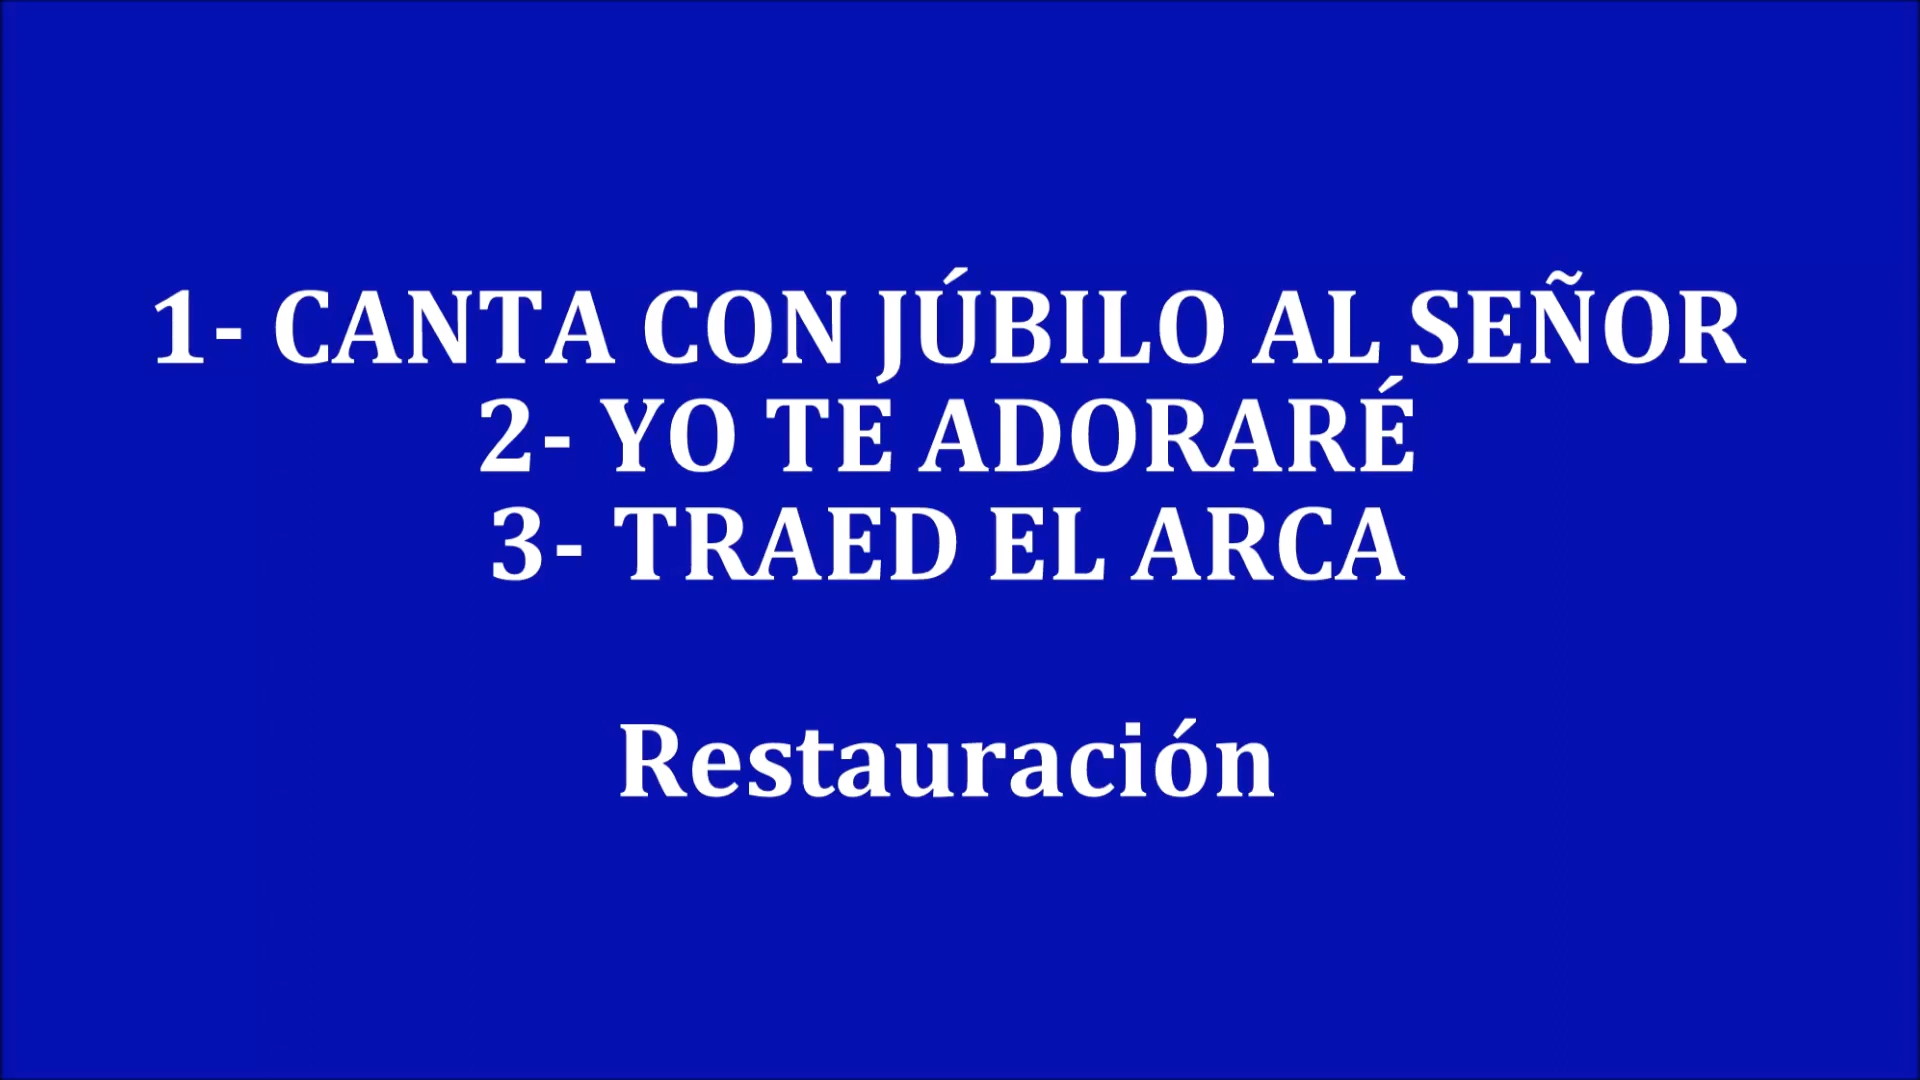 1- CANTA CON JÚBILO AL SEÑOR
2- YO TE ADORARÉ
3- TRAED EL ARCA
Restauración